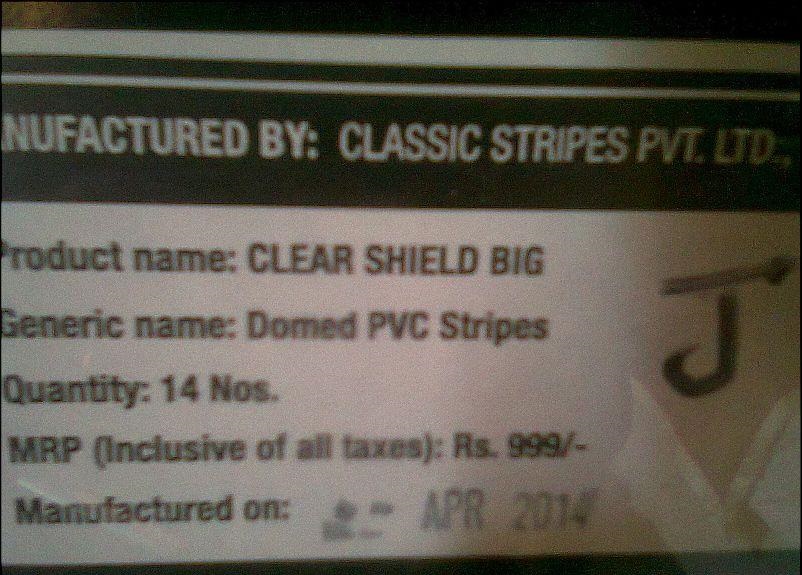 NUFACTURED BY: CLASSIC STRIPES PVT. LTD.,
Product name: CLEAR SHIELD BIG
Generic name: Domed PVC Stripes
Quantity: 14 Nos.
MRP (Inclusive of all taxes): Rs. 999/-
Manufactured on: APR 2014
J